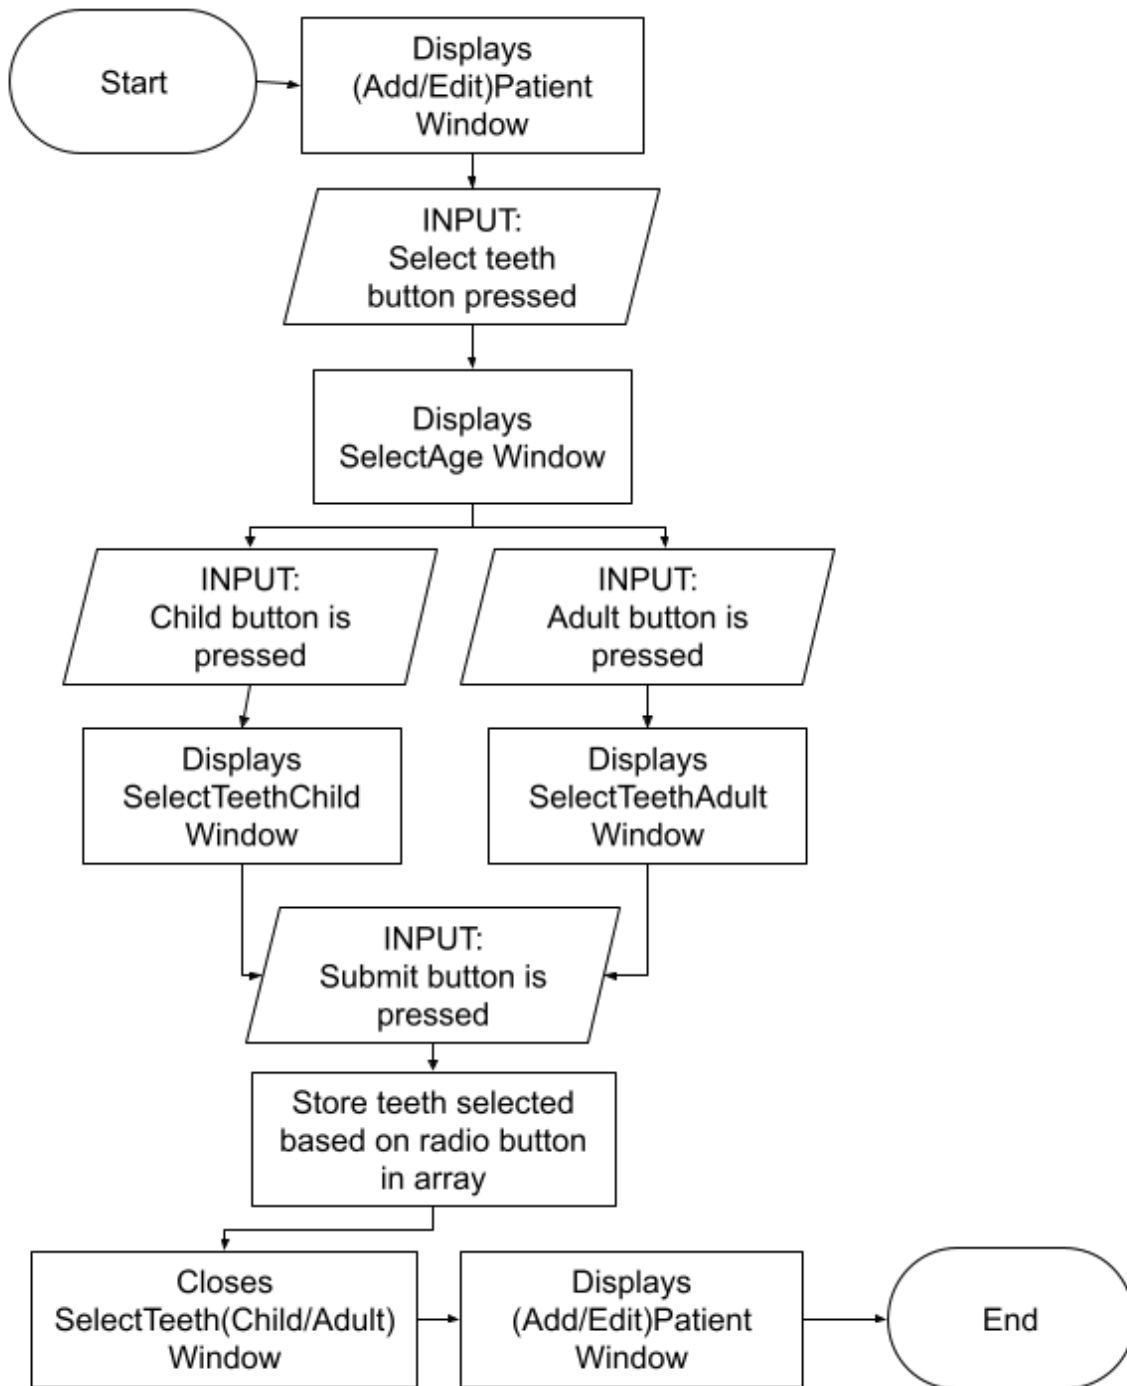 Start
Displays
(Add/Edit)Patient
Window
INPUT:
Select teeth
button pressed
Displays
SelectAge Window
INPUT:
Child button is
pressed
INPUT:
Adult button is
pressed
Displays
SelectTeethChild
Window
Displays
SelectTeethAdult
Window
INPUT:
Submit button is
pressed
Store teeth selected
based on radio button
in array
Closes
SelectTeeth(Child/Adult)
Window
Displays
(Add/Edit)Patient
Window
End